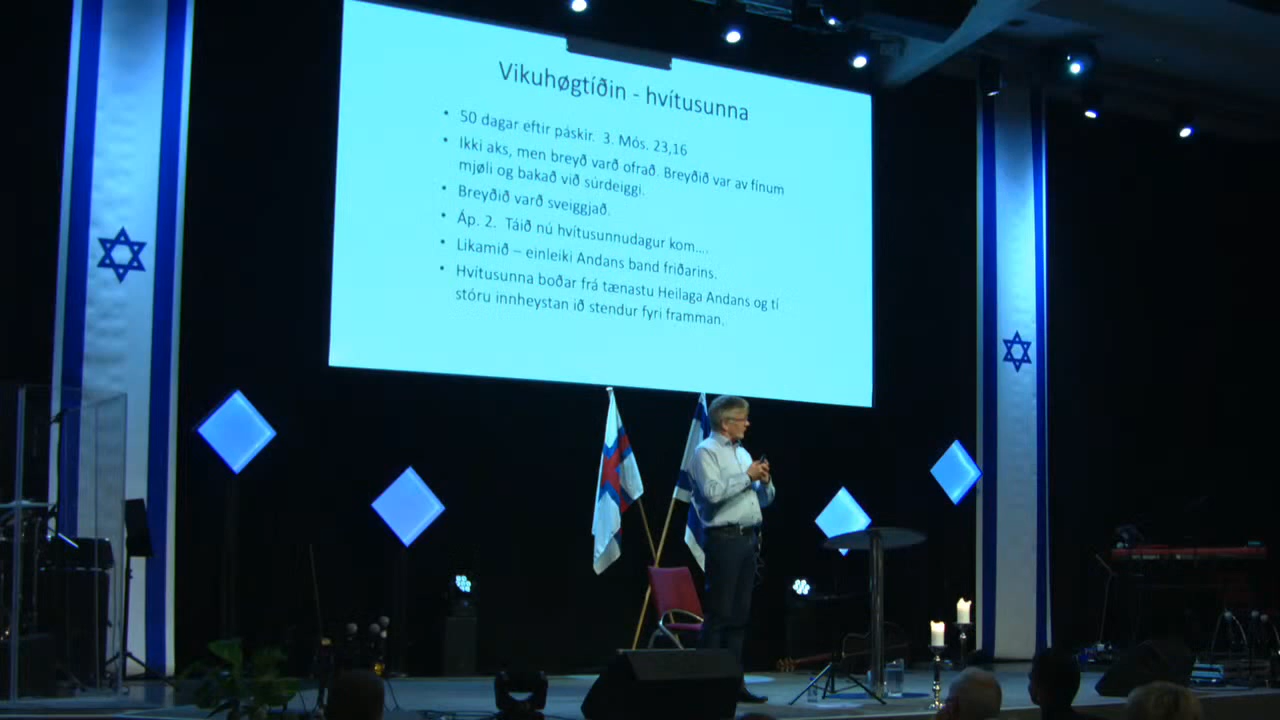 Vikuhøgtíðin - hvítusunna
• 50 dagar eftir páskir. 3. Mós. 23,16
• Ikki aks, men breyð varð ofrað. Breyðið var av fínum
mjøli og bakað við súrdeiggi.
• Breyðið varð sveiggjað.
• Áp. 2. Táið nú hvítusunnudagur kom....
• Likamið – einleiki Andans band friðarins.
• Hvítusunna boðar frá tænastu Heilaga Andans og tí
stóru innheystan ið stendur fyri framman.